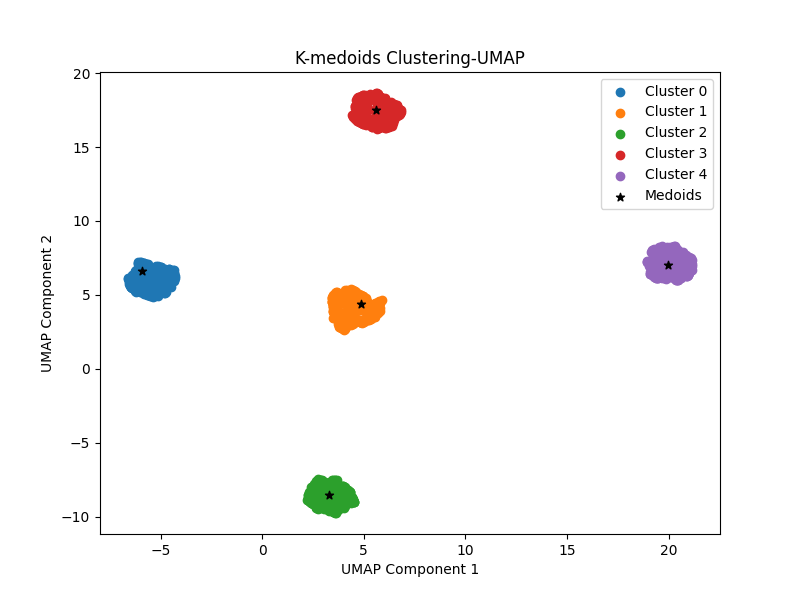 K-medoids Clustering-UMAP
Cluster 0
Cluster 1
Cluster 2
Cluster 3
Cluster 4
Medoids
UMAP Component 2
20
15
10
5
0
−5
−10
−5
0
5
10
15
20
UMAP Component 1